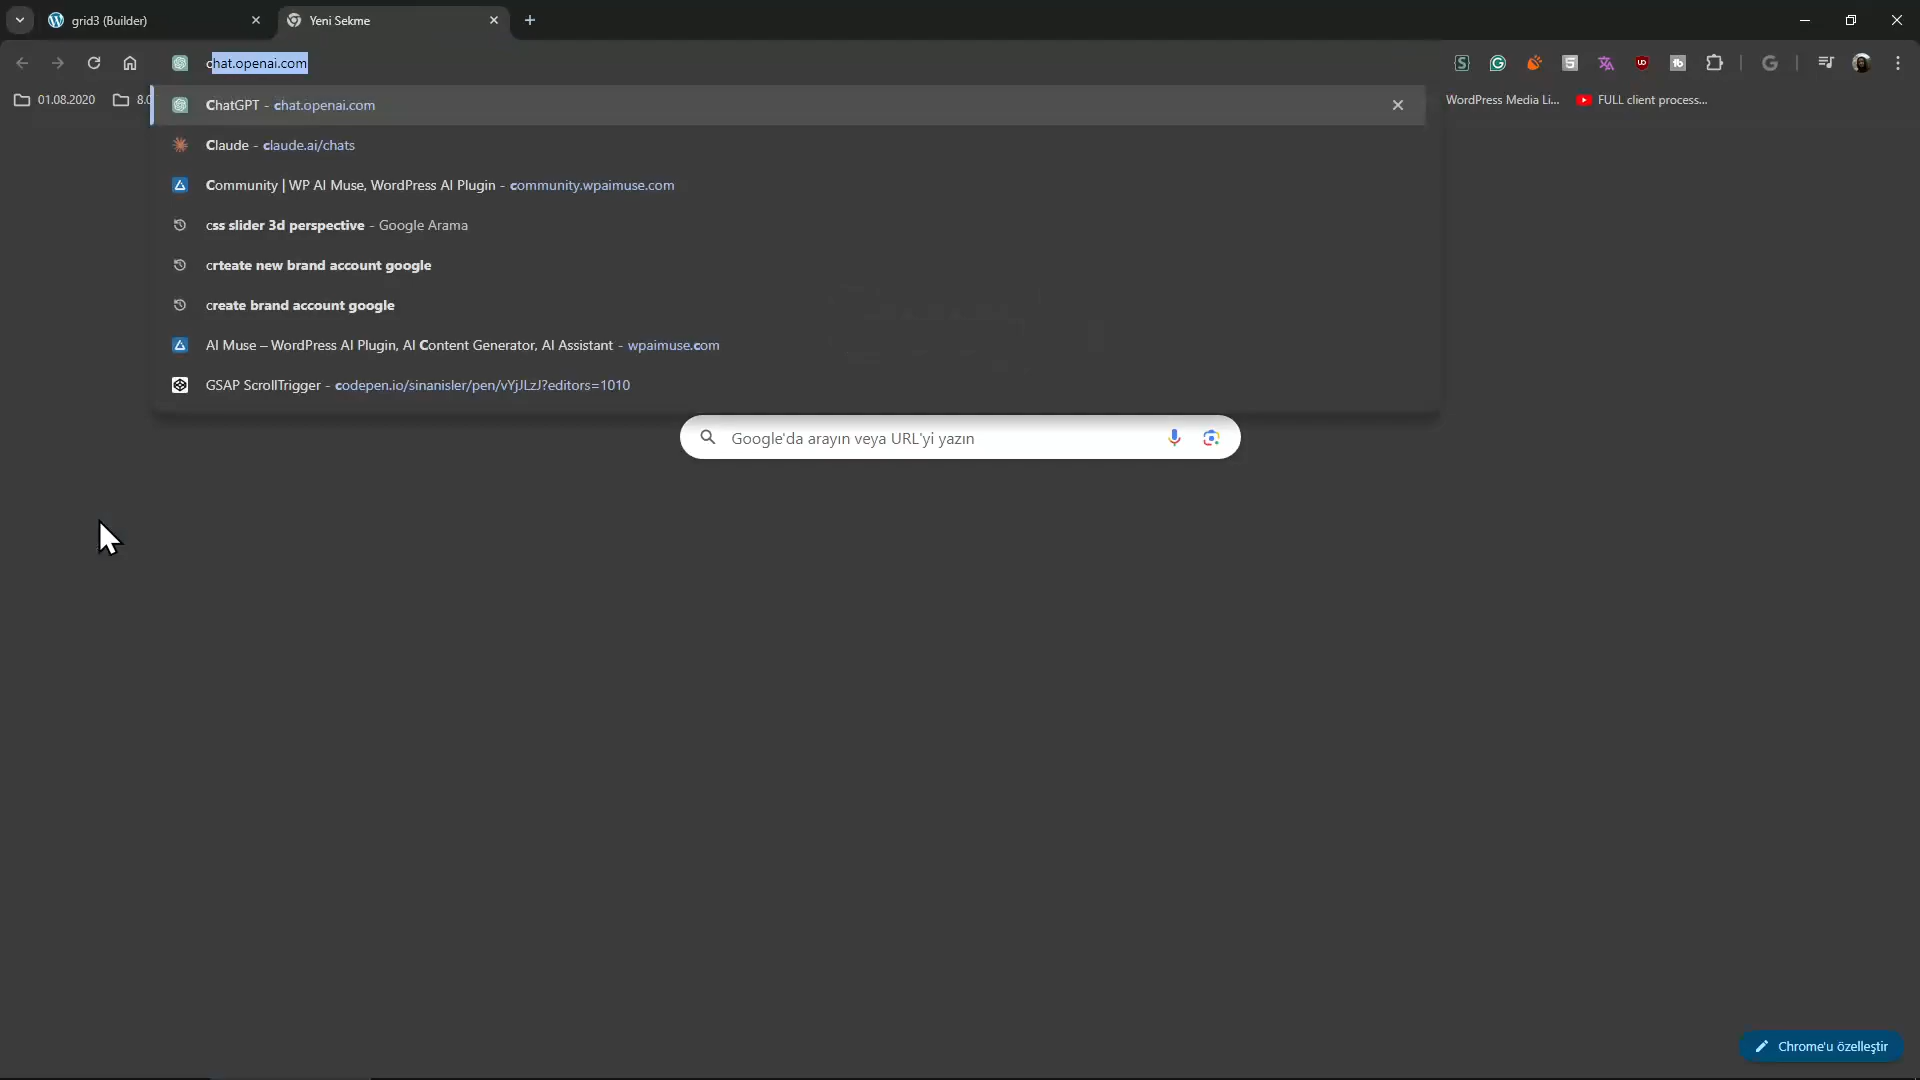 grid3 (Builder)
Yeni Sekme
chat.openai.com
01.08.2020
8.0
WordPress Media Li...
FULL client process...
ChatGPT - chat.openai.com
Claude - claude.ai/chats
Community | WP AI Muse, WordPress AI Plugin - community.wpaimuse.com
css slider 3d perspective - Google Arama
crteate new brand account google
create brand account google
AI Muse – WordPress AI Plugin, AI Content Generator, AI Assistant - wpaimuse.com
GSAP ScrollTrigger - codepen.io/sinanisler/pen/vYjJLzJ?editors=1010
Google'da arayın veya URL'yi yazın
Chrome'u özelleştir